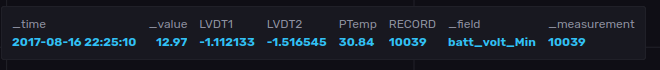 _time _value LVDT1 LVDT2 PTemp RECORD _field _measurement
2017-08-16 22:25:10 12.97 -1.112133 -1.516545 30.84 10039 batt_volt_Min 10039